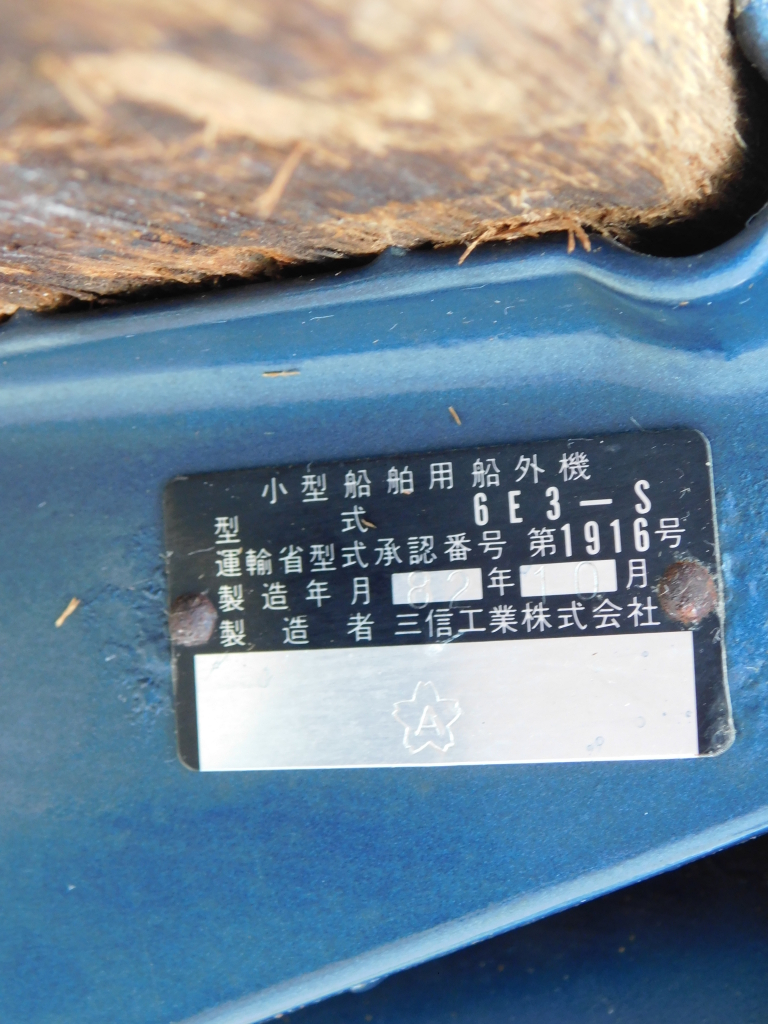 小型船舶用船外機
型式 6E3-S
運輸省型式承認番号 第1916号
製造年月 82年10月
製造者 三信工業株式会社
A